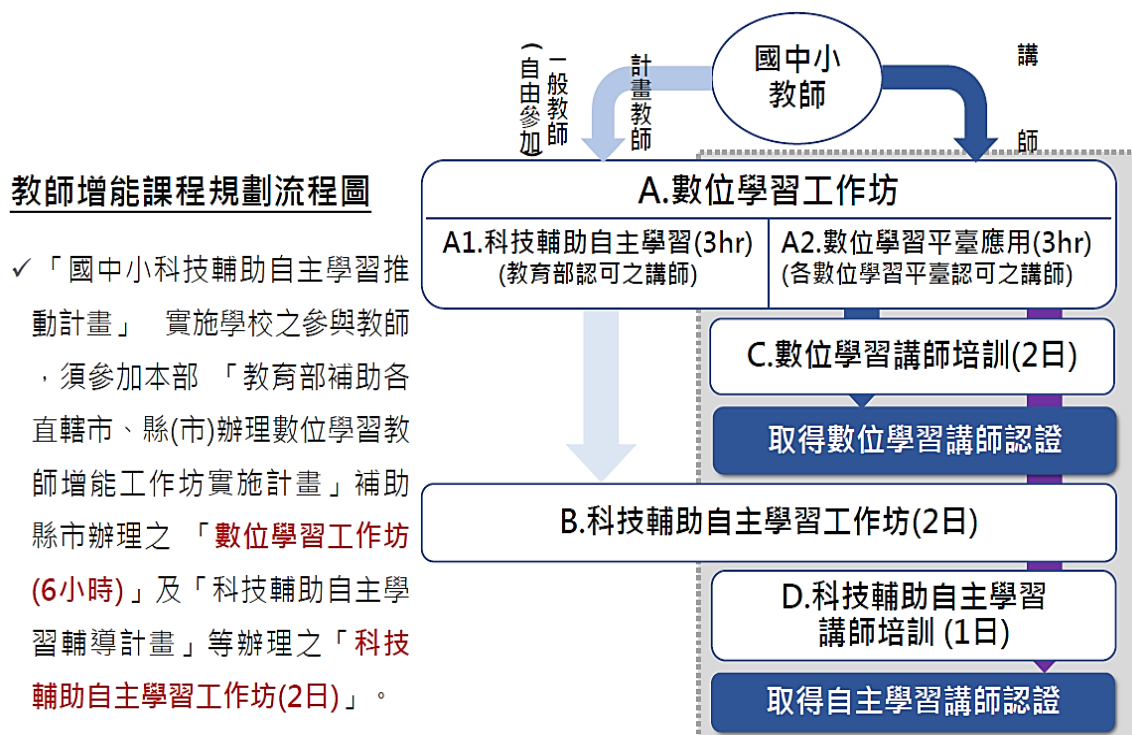 教師增能課程規劃流程圖
✓「國中小科技輔助自主學習推
動計畫」 實施學校之參與教師
，須參加本部 「教育部補助各
直轄市、縣(市)辦理數位學習教
師增能工作坊實施計畫」補助
縣市辦理之 「數位學習工作坊
(6小時)」及「科技輔助自主學
習輔導計畫」等辦理之「科技
輔助自主學習工作坊(2日)」。
國中小
教師
計畫教師
一般教師
(自由參加)
講師
A.數位學習工作坊
A1.科技輔助自主學習(3hr)
(教育部認可之講師)
A2.數位學習平臺應用(3hr)
(各數位學習平臺認可之講師)
C.數位學習講師培訓(2日)
取得數位學習講師認證
B.科技輔助自主學習工作坊(2日)
D.科技輔助自主學習
講師培訓 (1日)
取得自主學習講師認證